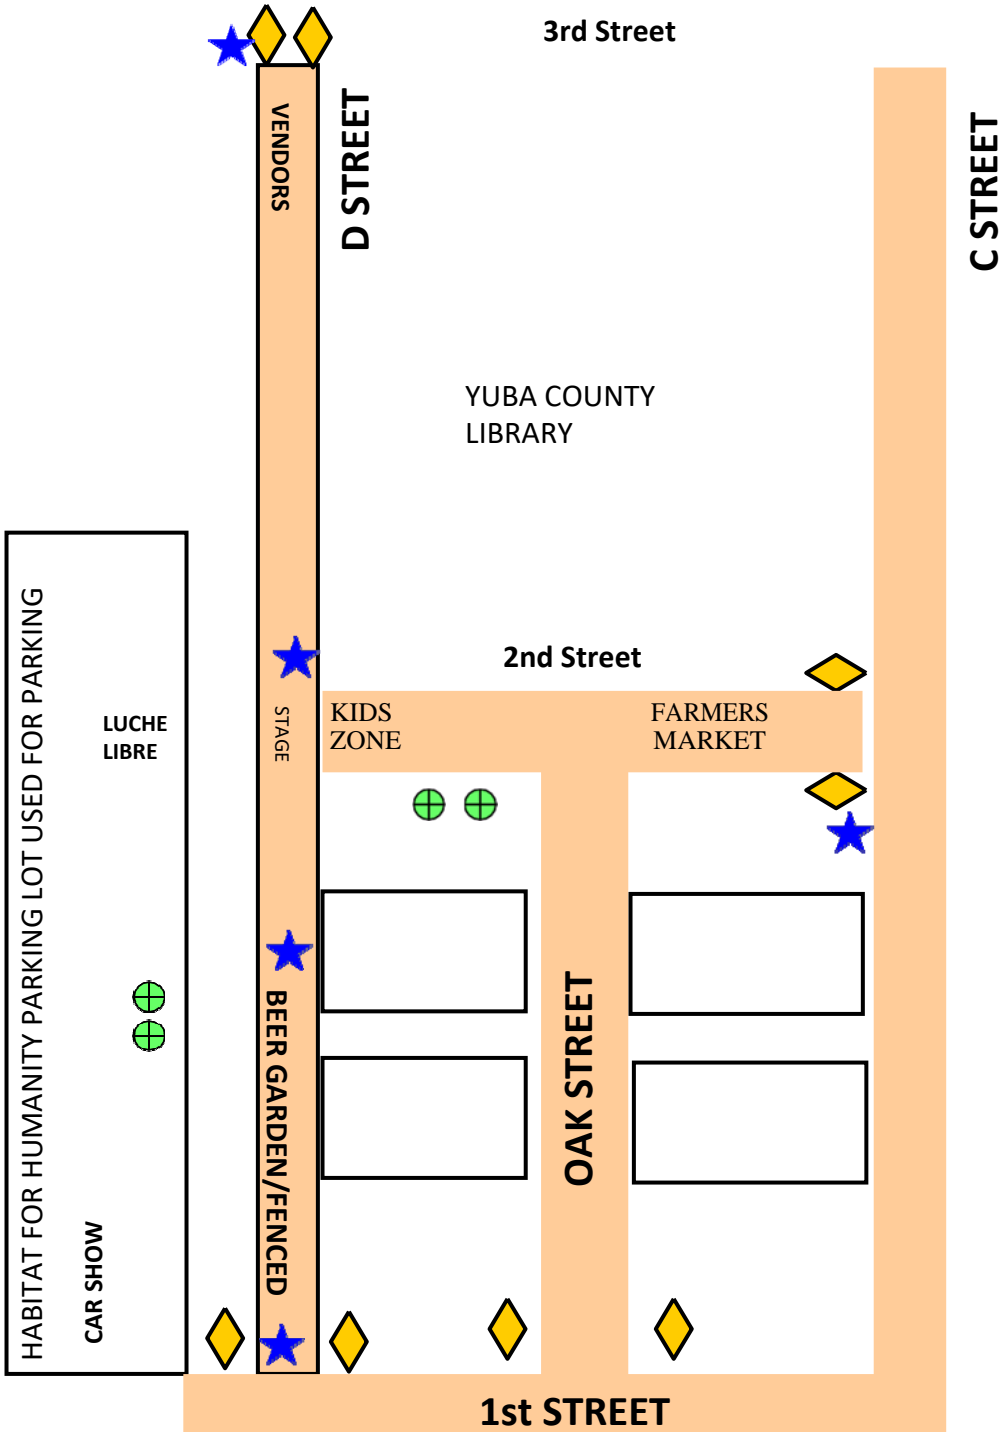 3rd Street
VENDORS
D STREET
C STREET
YUBA COUNTY
LIBRARY
HABITAT FOR HUMANITY PARKING LOT USED FOR PARKING
2nd Street
LUCHE
LIBRE
STAGE
KIDS
ZONE
FARMERS
MARKET
BEER GARDEN/FENCED
OAK STREET
CAR SHOW
1st STREET